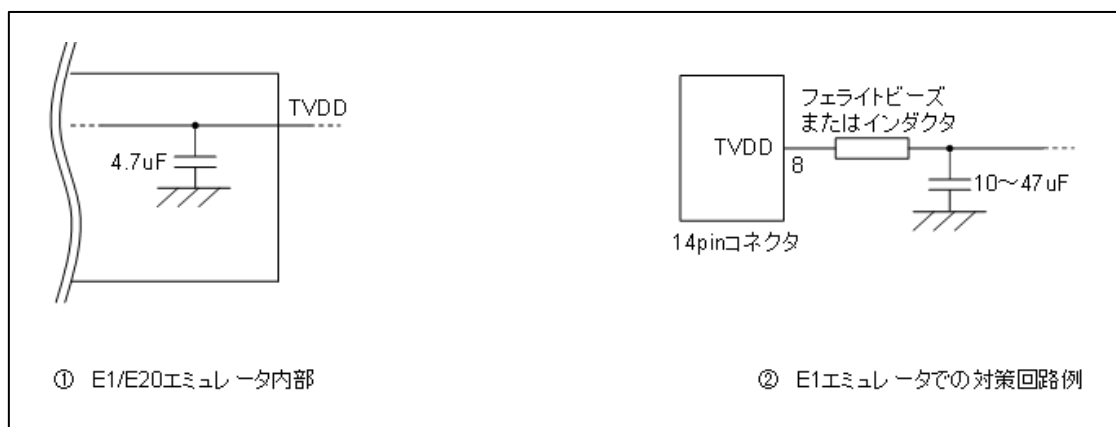 TVDD
4.7uF
① E1/E20エミュレータ内部
フェライトビーズ
またはインダクタ
TVDD
8
10～47uF
14pinコネクタ
② E1エミュレータでの対策回路例